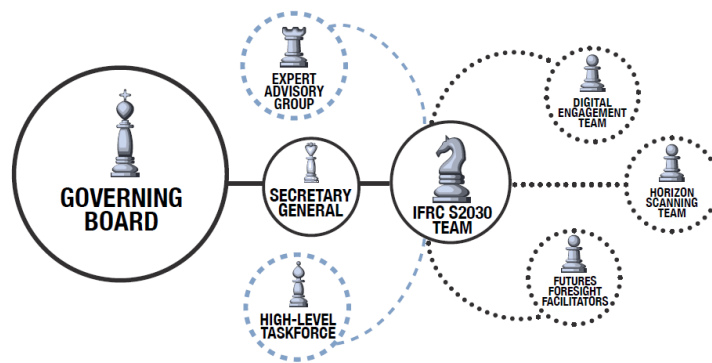 GOVERNING
BOARD
EXPERT
ADVISORY
GROUP
SECRETARY
GENERAL
HIGH-LEVEL
TASKFORCE
IFRC S2030
TEAM
DIGITAL
ENGAGEMENT
TEAM
HORIZON
SCANNING
TEAM
FUTURES
FORESIGHT
FACILITATORS